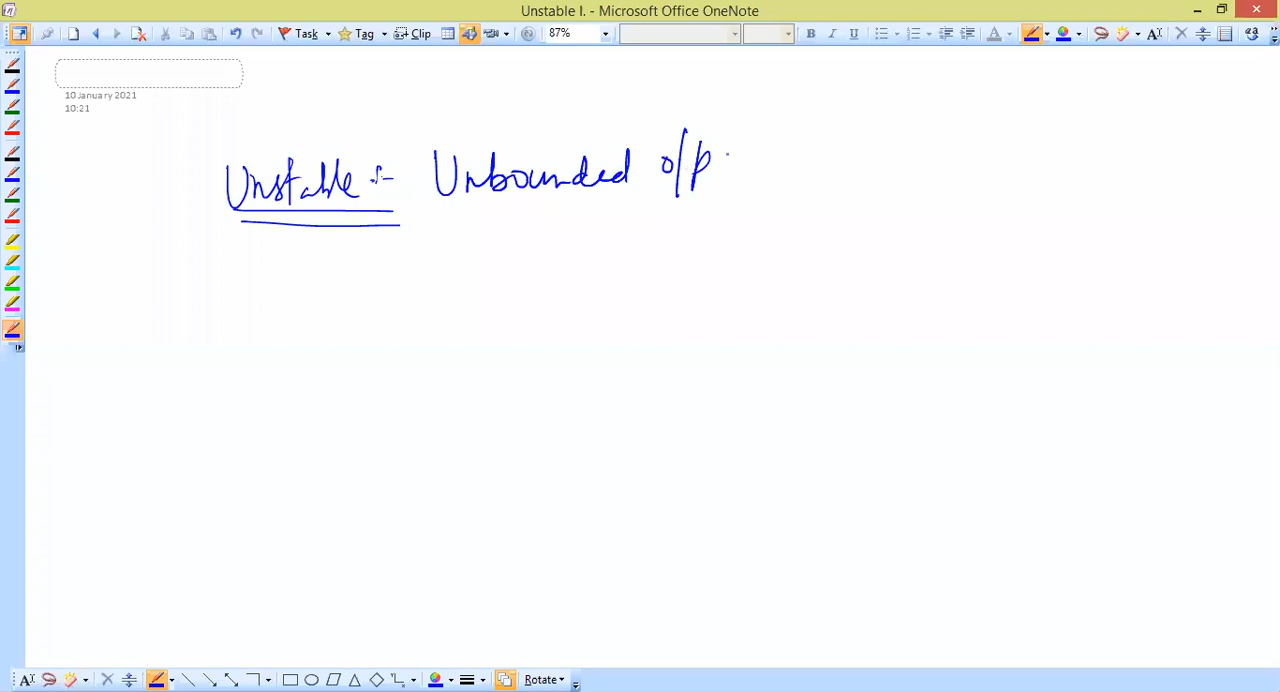 Unstable I. - Microsoft Office OneNote
Task Tag Clip 87% B I U A
10 January 2021
10:21
Unstable :- Unbounded o/p
Rotate